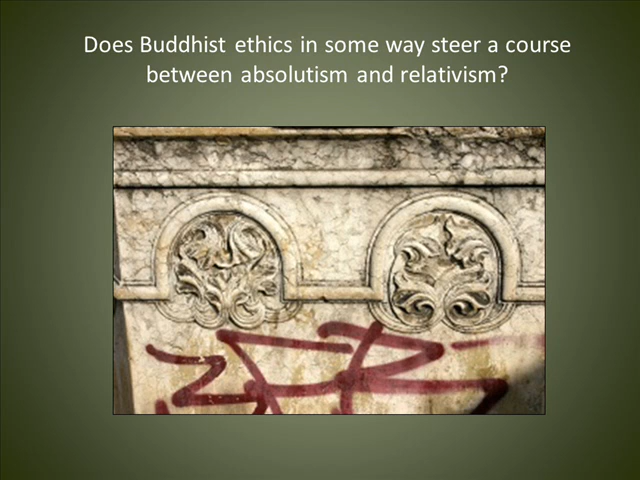 Does Buddhist ethics in some way steer a course
between absolutism and relativism?